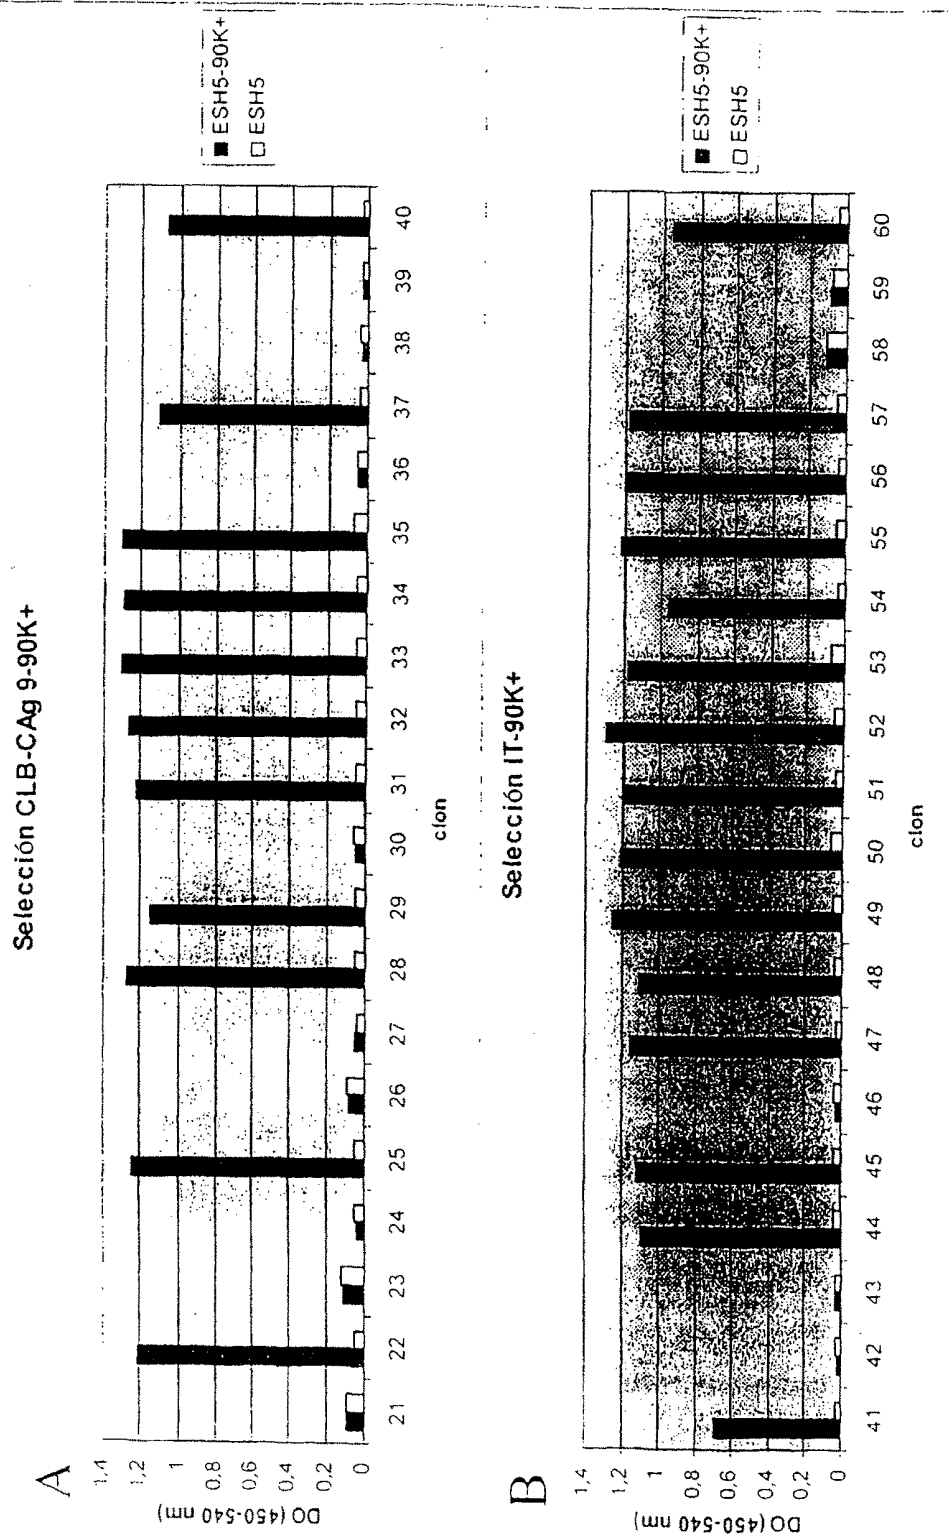 Selección CLB-CAg 9-90K+
A
DO (450-540 nm)
1,4
1,2
1
0,8
0,6
0,4
0,2
0
21 22 23 24 25 26 27 28 29 30 31 32 33 34 35 36 37 38 39 40
clon
ESH5-90K+
ESH5
Selección IT-90K+
B
DO (450-540 nm)
1,4
1,2
1
0,8
0,6
0,4
0,2
0
41 42 43 44 45 46 47 48 49 50 51 52 53 54 55 56 57 58 59 60
clon
ESH5-90K+
ESH5